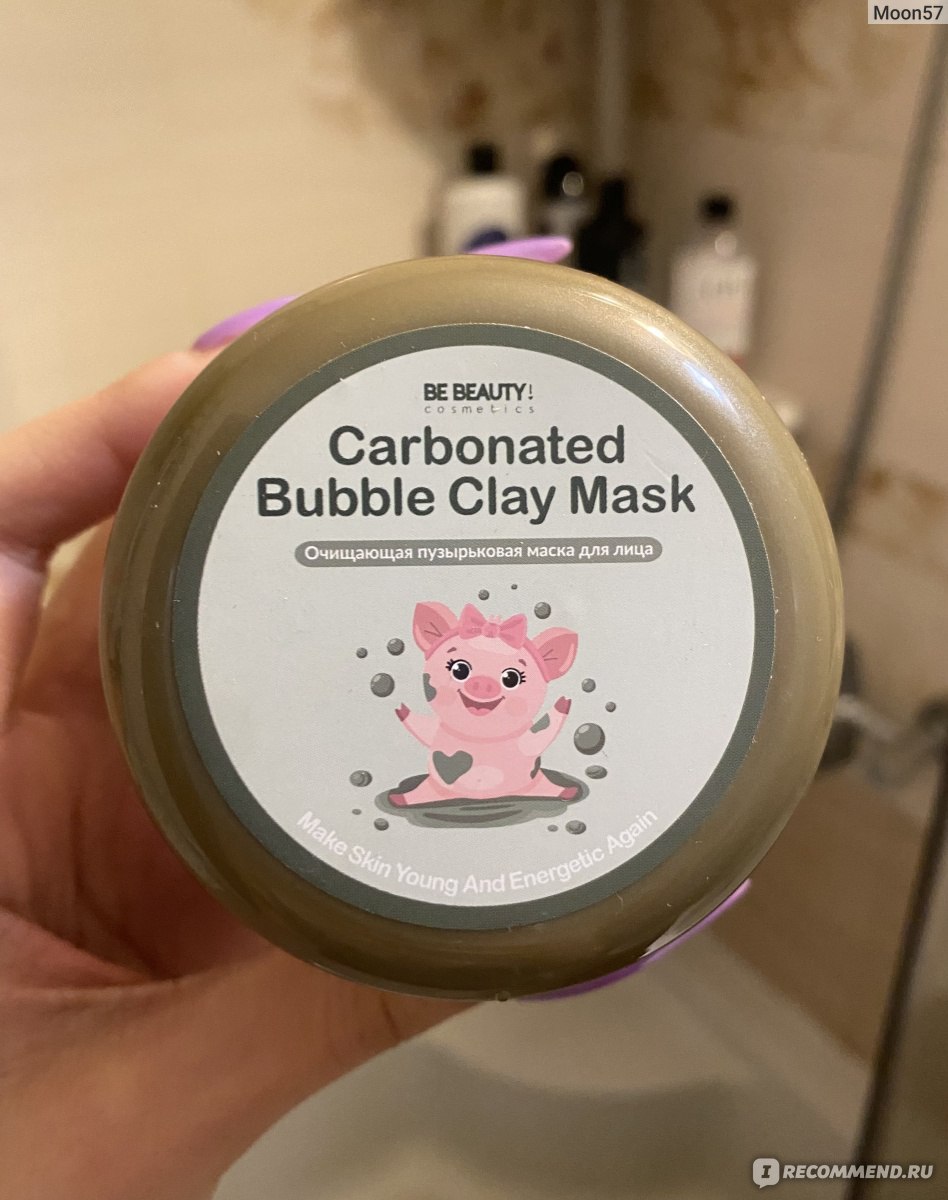 Moon57
BE BEAUTY!
cosmetics
Carbonated
Bubble Clay Mask
Очищающая пузырьковая маска для лица
Make Skin Young And Energetic Again
IRECOMMEND.RU